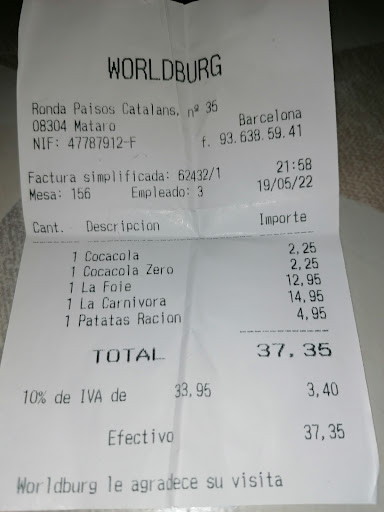 WORLDBURG
Ronda Paisos Catalans, nº 35
08304 Mataro Barcelona
NIF: 47787912-F f. 93.638.59.41
Factura simplificada: 62432/1 21:58
Mesa: 156 Empleado: 3 19/05/22
Cant. Descripcion Importe
1 Cocacola 2,25
1 Cocacola Zero 2,25
1 La Foie 12,95
1 La Carnivora 14,95
1 Patatas Racion 4,95
TOTAL 37,35
10% de IVA de 33,95 3,40
Efectivo 37,35
Worldburg le agradece su visita